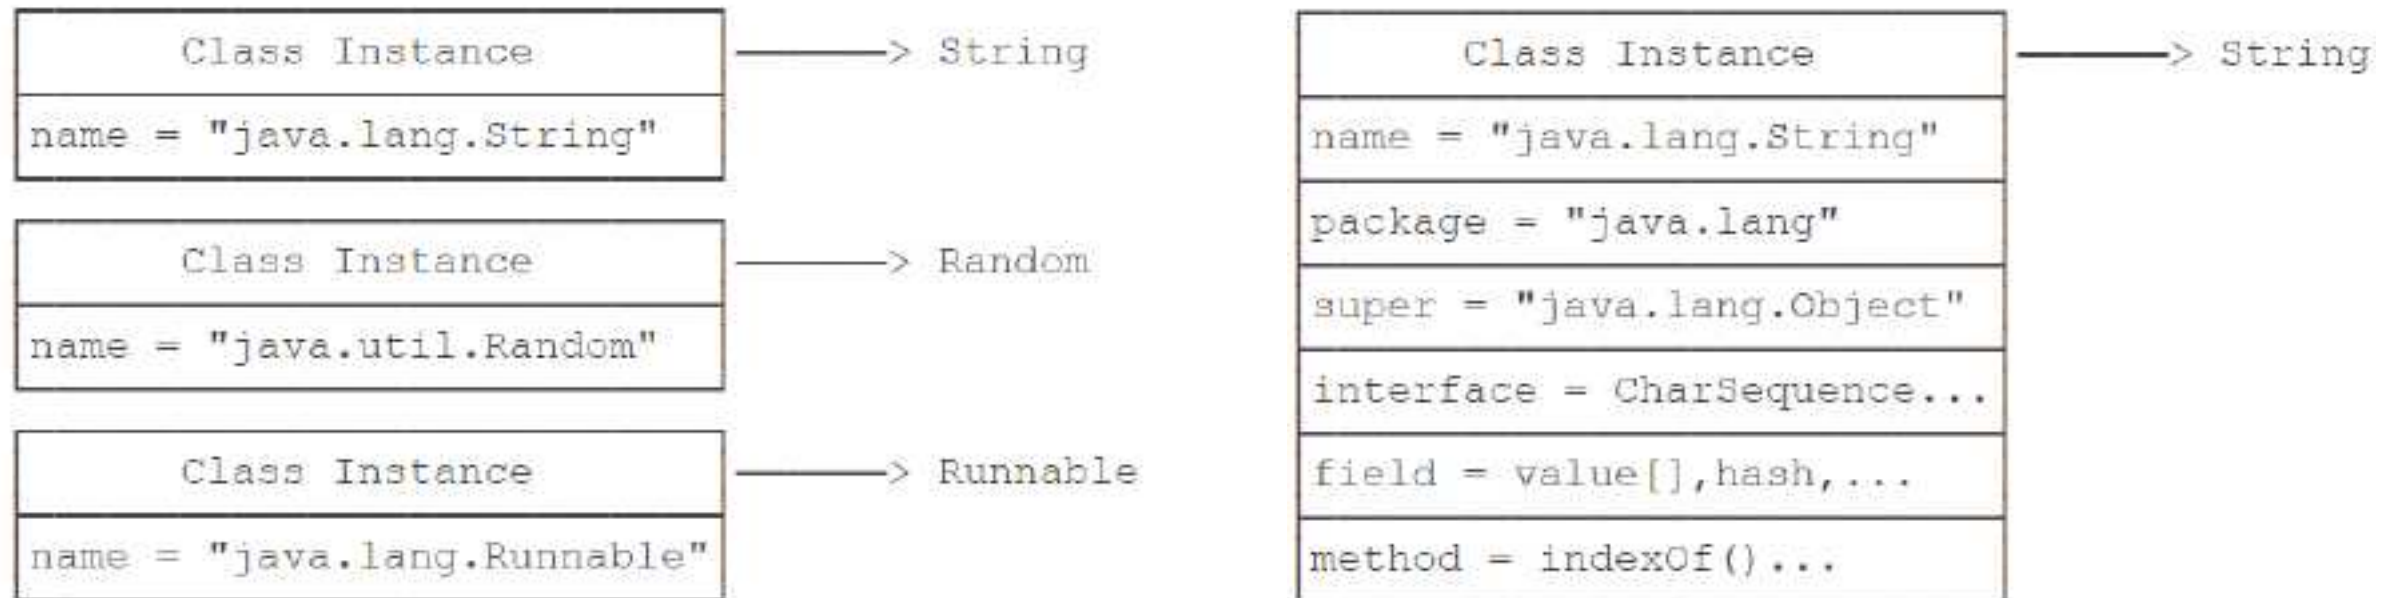 Class Instance
String
name = "java.lang.String"
Class Instance
Random
name = "java.util.Random"
Class Instance
Runnable
name = "java.lang.Runnable"
Class Instance
String
name = "java.lang.String"
package = "java.lang"
super = "java.lang.Object"
interface = CharSequence...
field = value[],hash,...
method = indexOf()...